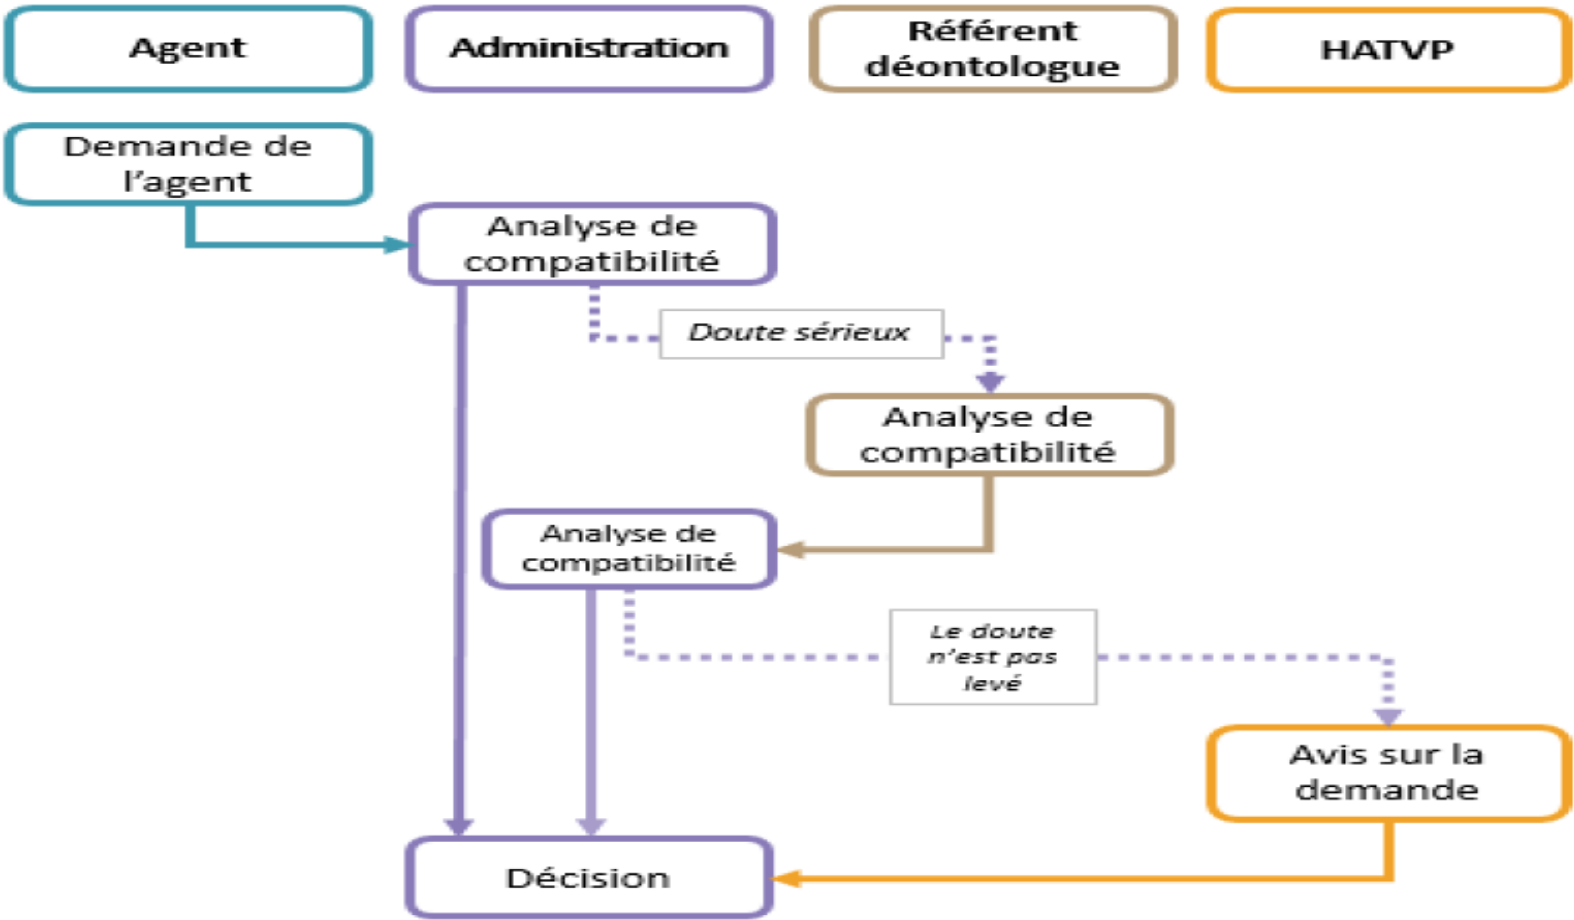 Agent
Administration
Référent
déontologue
HATVP
Demande de
l'agent
Analyse de
compatibilité
Doute sérieux
Analyse de
compatibilité
Analyse de
compatibilité
Le doute
n'est pas
levé
Avis sur la
demande
Décision